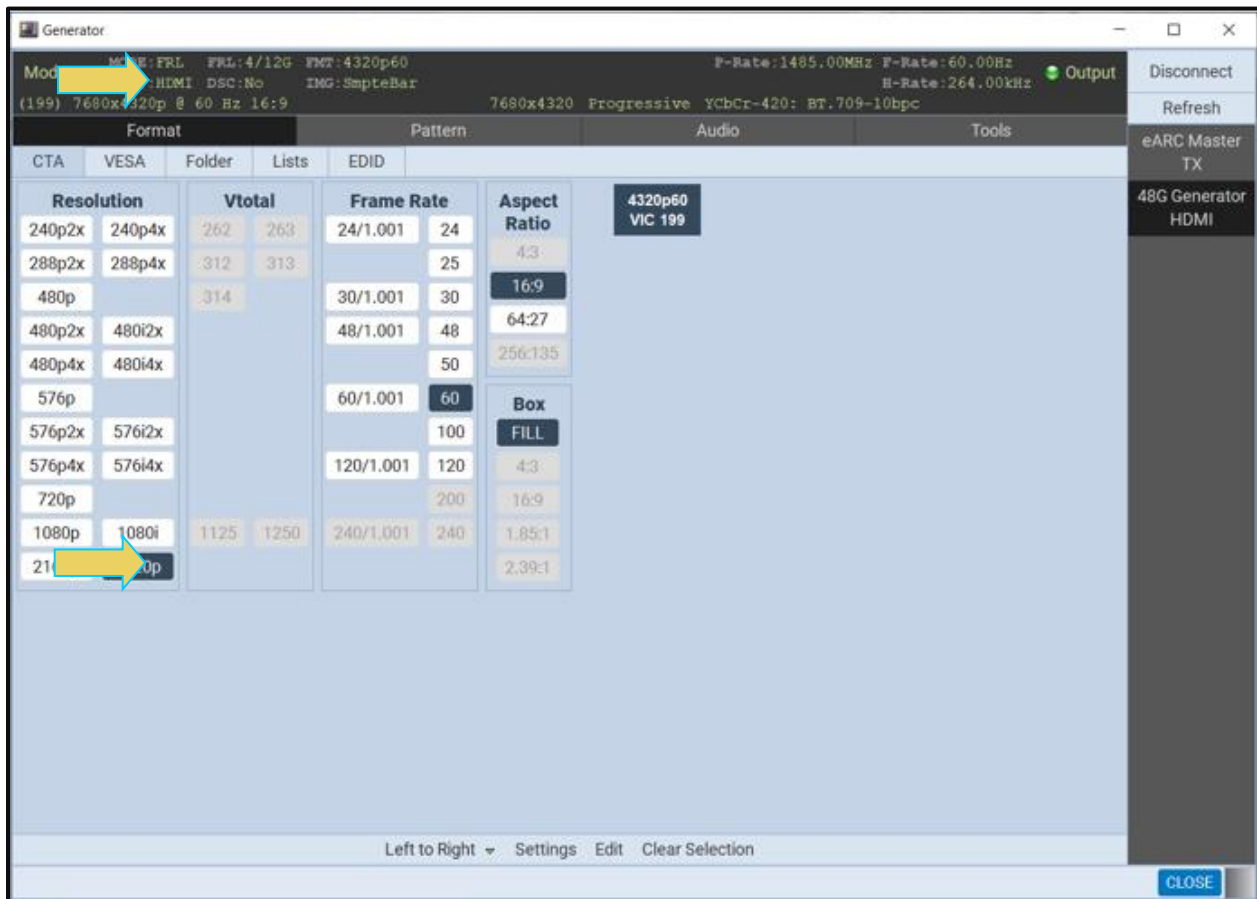 Generator
MODE:FRL FRL:4/12G FMT:4320p60 P-Rate:1485.00MHz F-Rate:60.00Hz
:HDMI DSC:No IMG:SmpteBar H-Rate:264.00kHz
Output
(199) 7680x4320p @ 60 Hz 16:9 7680x4320 Progressive YCbCr-420: BT.709-10bpc
Disconnect
Refresh
eARC Master
TX
48G Generator
HDMI
Format Pattern Audio Tools
CTA VESA Folder Lists EDID
Resolution
240p2x 240p4x
288p2x 288p4x
480p
480p2x 480i2x
480p4x 480i4x
576p
576p2x 576i2x
576p4x 576i4x
720p
1080p 1080i
Vtotal
262 263
312 313
314
1125 1250
Frame Rate
24/1.001 24
25
30/1.001 30
48/1.001 48
50
60/1.001 60
100
120/1.001 120
200
240/1.001 240
Aspect
Ratio
4:3
16:9
64:27
256:135
Box
FILL
4:3
16:9
1.85:1
2.39:1
4320p60
VIC 199
Left to Right Settings Edit Clear Selection
CLOSE